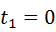 t₁ = 0